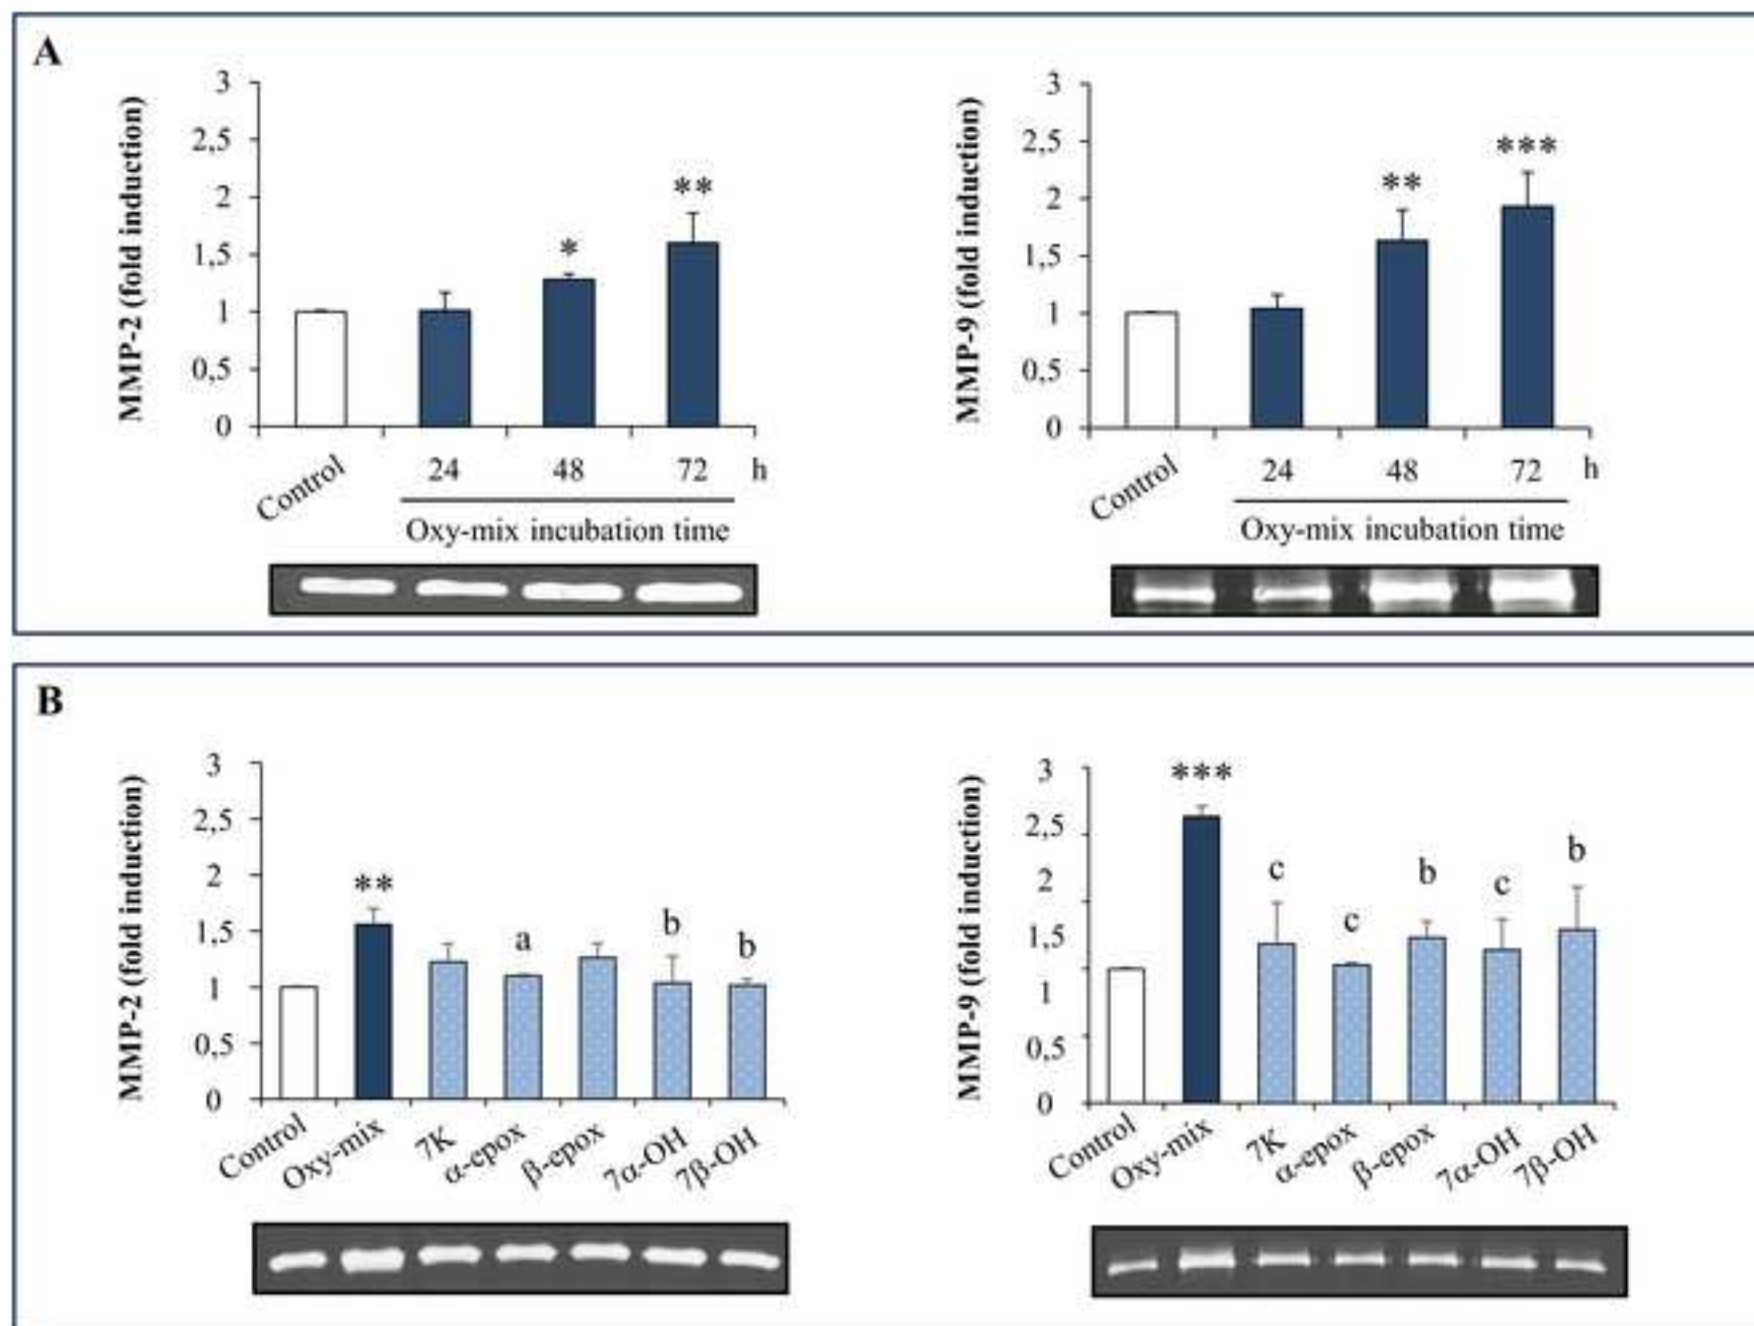 A
MMP-2 (fold induction)
3
2,5
2
1,5
1
0,5
0
*
**
Control
24
48
72
h
Oxy-mix incubation time
MMP-9 (fold induction)
3
2,5
2
1,5
1
0,5
0
**
***
Control
24
48
72
h
Oxy-mix incubation time
B
MMP-2 (fold induction)
3
2,5
2
1,5
1
0,5
0
**
a
b
b
Control
Oxy-mix
7K
α-epox
β-epox
7α-OH
7β-OH
MMP-9 (fold induction)
3
2,5
2
1,5
1
0,5
0
***
c
c
b
c
b
Control
Oxy-mix
7K
α-epox
β-epox
7α-OH
7β-OH